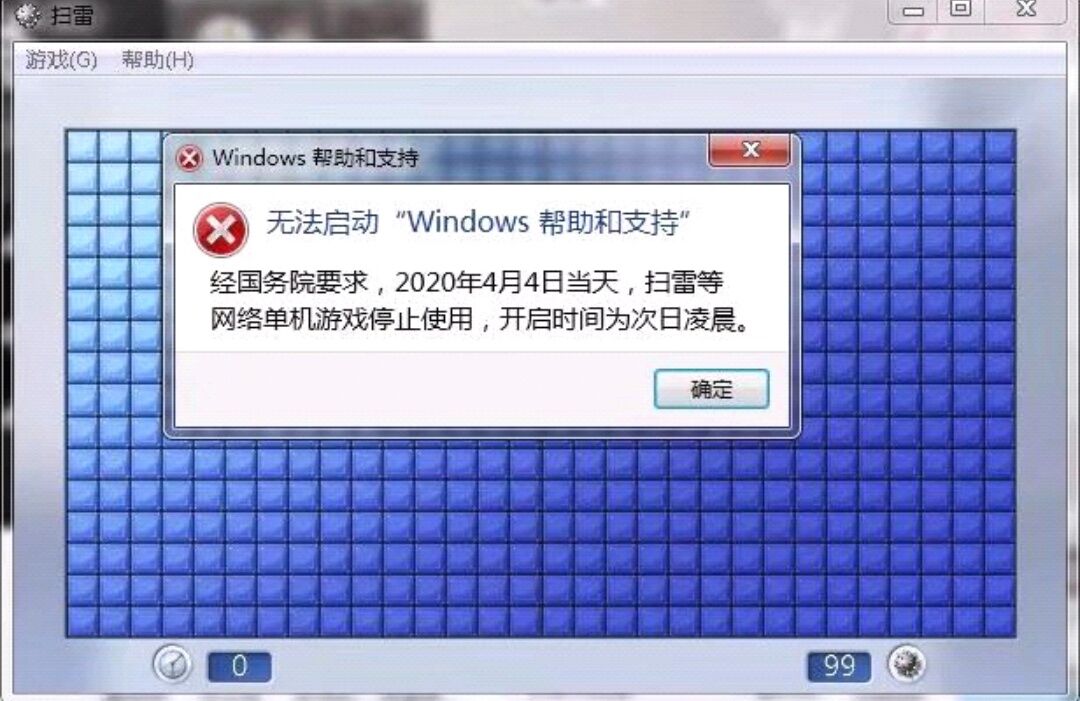 扫雷
游戏(G) 帮助(H)
Windows 帮助和支持
无法启动“Windows 帮助和支持”
经国务院要求，2020年4月4日当天，扫雷等
网络单机游戏停止使用，开启时间为次日凌晨。
确定
0
99